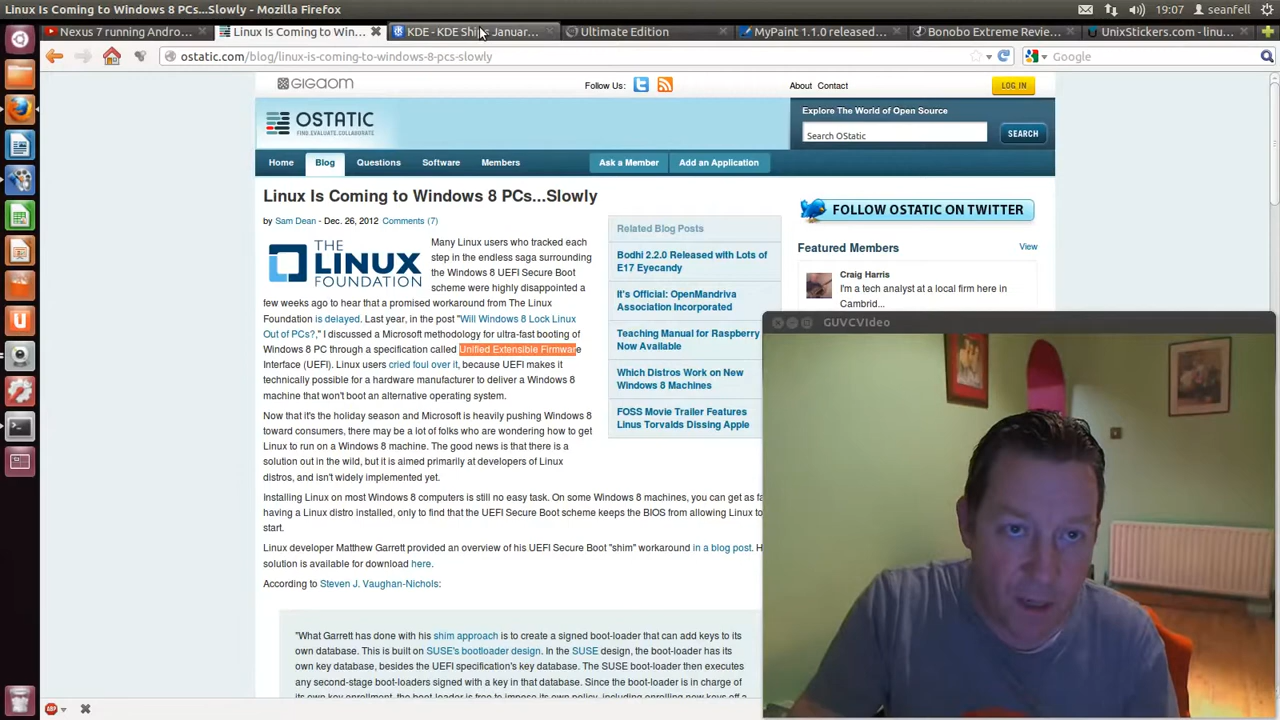 Linux Is Coming to Windows 8 PCs...Slowly - Mozilla Firefox
19:07 seanfell
Nexus 7 running Andro...
Linux Is Coming to Win...
KDE - KDE Ships Januar...
Ultimate Edition
MyPaint 1.1.0 released...
Bonobo Extreme Revie...
UnixStickers.com - linu...
ostatic.com/blog/linux-is-coming-to-windows-8-pcs-slowly
Google
GIGAOM
Follow Us:
About Contact
LOG IN
OSTATIC
FIND. EVALUATE. COLLABORATE.
Explore The World of Open Source
Search OStatic
SEARCH
Home Blog Questions Software Members
Ask a Member Add an Application
Linux Is Coming to Windows 8 PCs...Slowly
by Sam Dean - Dec. 26, 2012 Comments (7)
THE LINUX FOUNDATION
Many Linux users who tracked each
step in the endless saga surrounding
the Windows 8 UEFI Secure Boot
scheme were highly disappointed a
few weeks ago to hear that a promised workaround from The Linux
Foundation is delayed. Last year, in the post "Will Windows 8 Lock Linux
Out of PCs?," I discussed a Microsoft methodology for ultra-fast booting of
Windows 8 PC through a specification called Unified Extensible Firmware
Interface (UEFI). Linux users cried foul over it, because UEFI makes it
technically possible for a hardware manufacturer to deliver a Windows 8
machine that won't boot an alternative operating system.
Now that it's the holiday season and Microsoft is heavily pushing Windows 8
toward consumers, there may be a lot of folks who are wondering how to get
Linux to run on a Windows 8 machine. The good news is that there is a
solution out in the wild, but it is aimed primarily at developers of Linux
distros, and isn't widely implemented yet.
Installing Linux on most Windows 8 computers is still no easy task. On some Windows 8 machines, you can get as fa
having a Linux distro installed, only to find that the UEFI Secure Boot scheme keeps the BIOS from allowing Linux to
start.
Linux developer Matthew Garrett provided an overview of his UEFI Secure Boot "shim" workaround in a blog post. H
solution is available for download here.
According to Steven J. Vaughan-Nichols:
"What Garrett has done with his shim approach is to create a signed boot-loader that can add keys to its
own database. This is built on SUSE's bootloader design. In the SUSE design, the boot-loader has its
own key database, besides the UEFI specification's key database. The SUSE boot-loader then executes
any second-stage boot-loaders signed with a key in that database. Since the boot-loader is in charge of
its own key enrollment, the boot-loader is free to impose its own policy, including enrolling new keys off a
Related Blog Posts
Bodhi 2.2.0 Released with Lots of
E17 Eyecandy
It's Official: OpenMandriva
Association Incorporated
Teaching Manual for Raspberry
Now Available
Which Distros Work on New
Windows 8 Machines
FOSS Movie Trailer Features
Linus Torvalds Dissing Apple
FOLLOW OSTATIC ON TWITTER
Featured Members View
Craig Harris
I'm a tech analyst at a local firm here in
Cambrid...
GUVCVIdeo
ABP